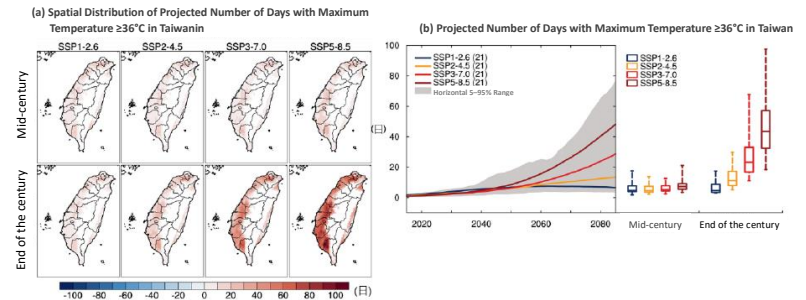 (a) Spatial Distribution of Projected Number of Days with Maximum
Temperature ≥36°C in Taiwanin
SSP1-2.6 SSP2-4.5 SSP3-7.0 SSP5-8.5
Mid-century
(日)
End of the century
-100 -80 -60 -40 -20 0 20 40 60 80 100 (日)
(b) Projected Number of Days with Maximum Temperature ≥36°C in Taiwan
100
80
60
40
20
0
SSP1-2.6 (21)
SSP2-4.5 (21)
SSP3-7.0 (21)
SSP5-8.5 (21)
Horizontal 5-95% Range
2020 2040 2060 2080
SSP1-2.6
SSP2-4.5
SSP3-7.0
SSP5-8.5
Mid-century End of the century